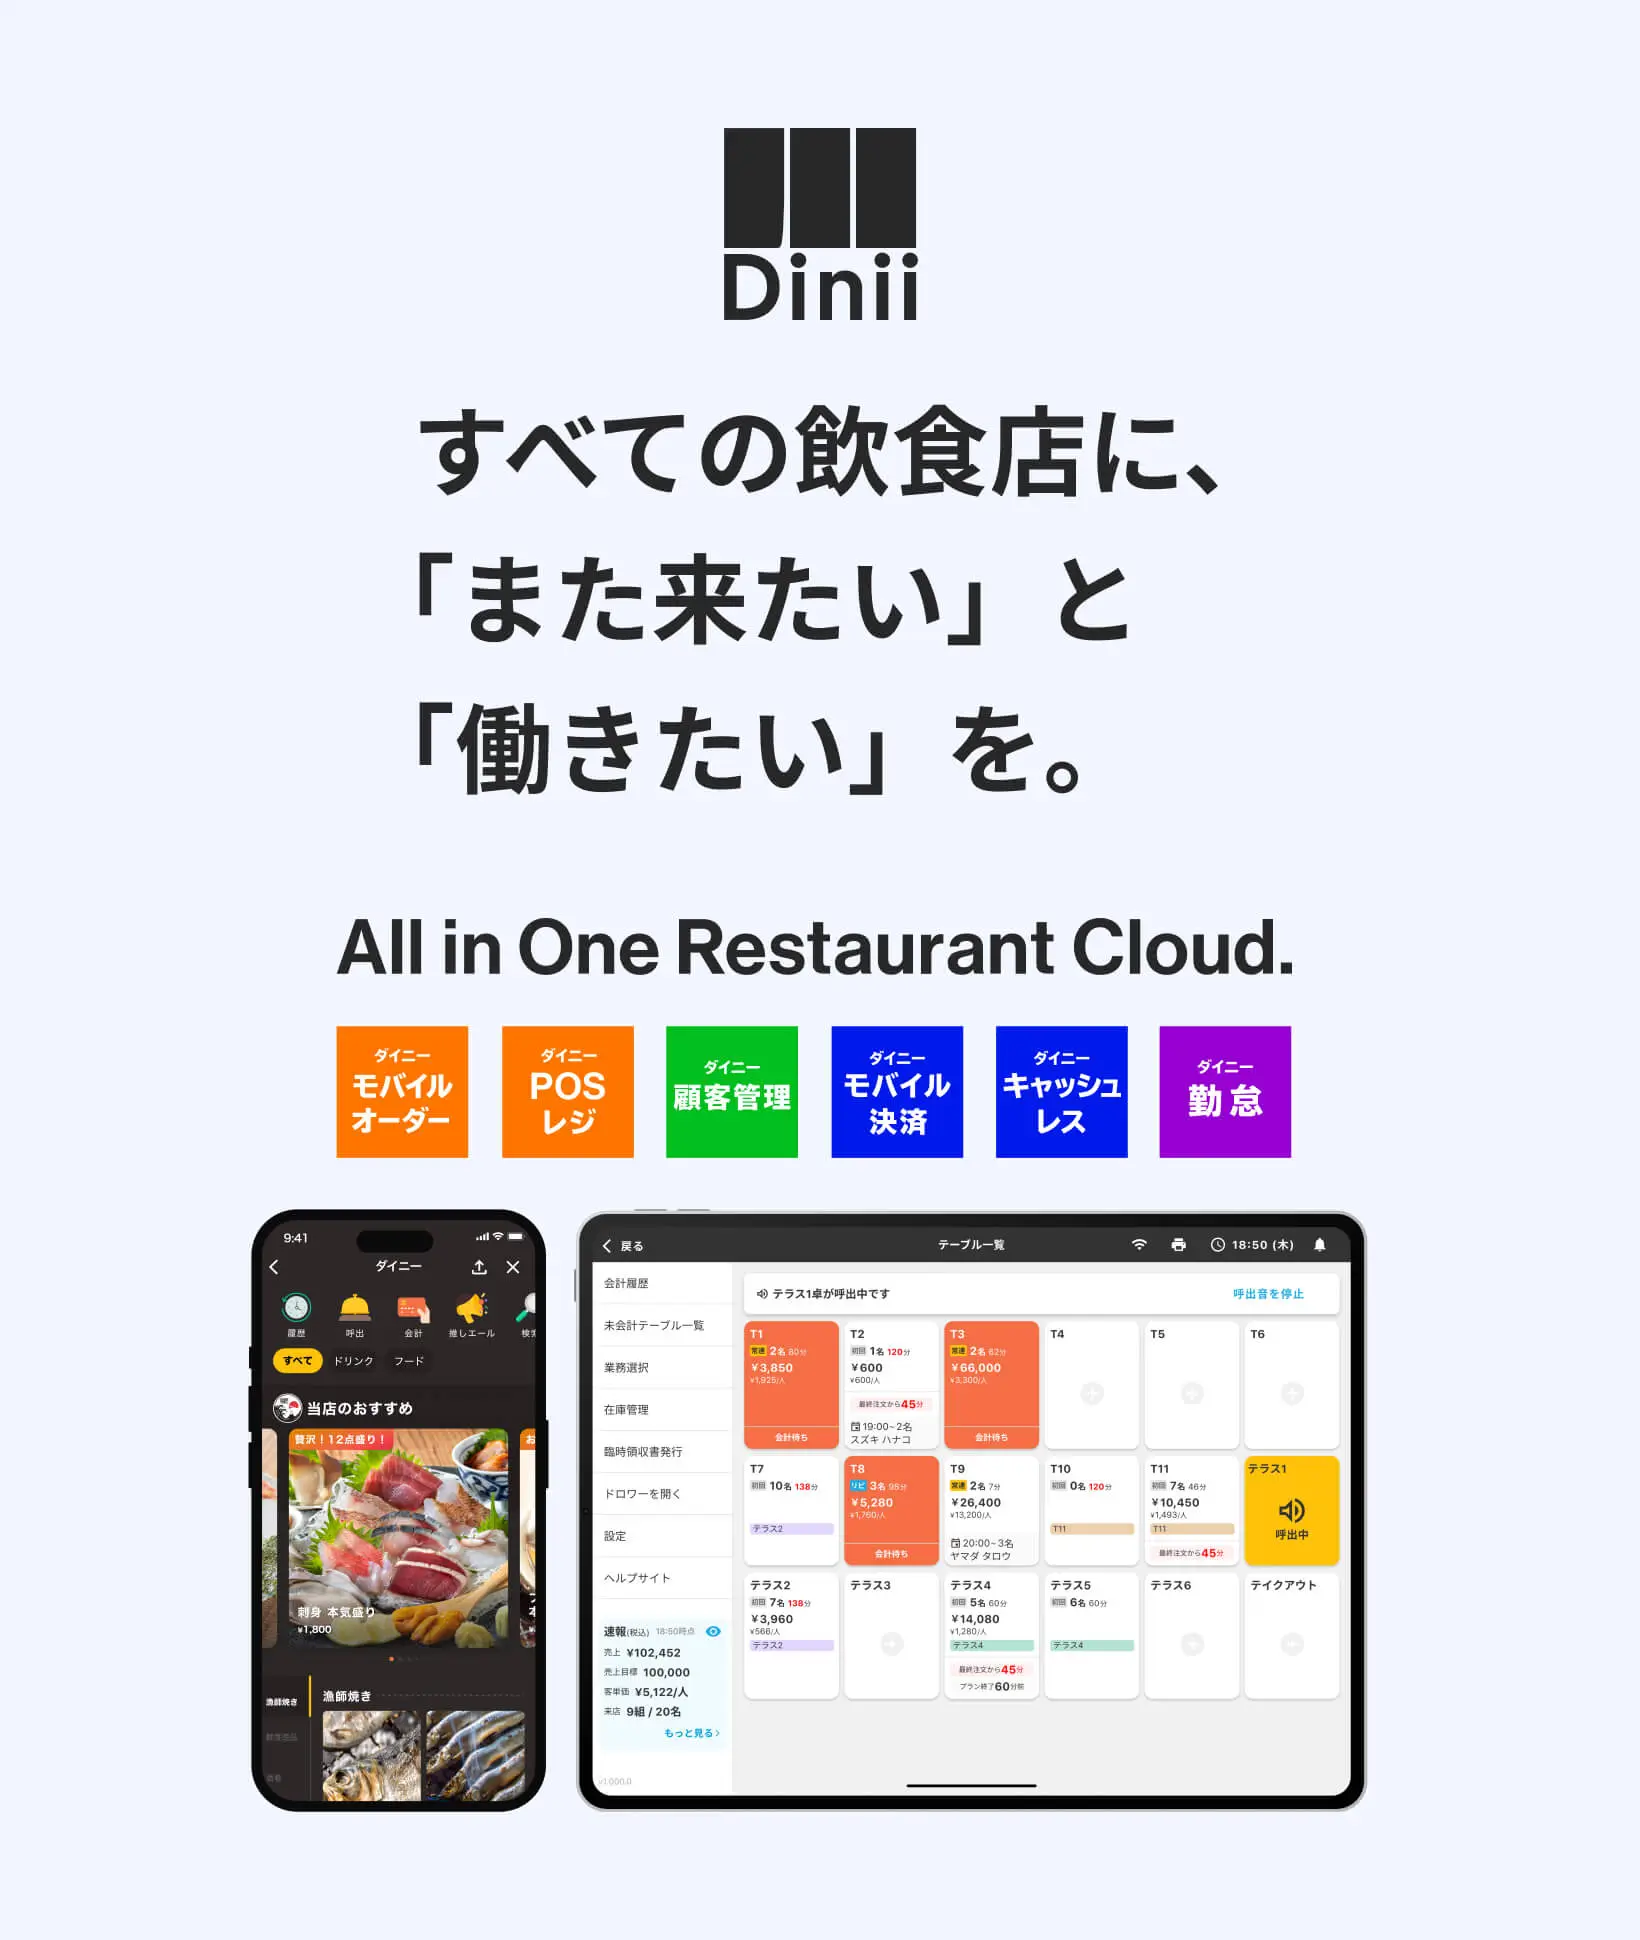 Dinii
すべての飲食店に、
「また来たい」と
「働きたい」を。
All in One Restaurant Cloud.
ダイニー
モバイル
オーダー
ダイニー
POS
レジ
ダイニー
顧客管理
ダイニー
モバイル
決済
ダイニー
キャッシュ
レス
ダイニー
勤怠
9:41
ダイニー
履歴
呼出
会計
推しエール
すべて
ドリンク
フード
当店のおすすめ
贅沢！12点盛り！
刺身 本気盛り
¥1,800
漁師焼き
漁師焼き
戻る
テーブル一覧
18:50 (木)
会計履歴
未会計テーブル一覧
業務選択
在庫管理
臨時領収書発行
ドロワーを開く
設定
ヘルプサイト
速報(税込) 18:50時点
売上 ¥102,452
売上目標 100,000
客単価 ¥5,122/人
来店 9組 / 20名
もっと見る
v1.000.0
テラス1卓が呼出中です
呼出音を停止
T1
常連 2名 80分
¥3,850
¥1,925/人
会計待ち
T2
初回 1名 120分
¥600
¥600/人
最終注文から45分
19:00~2名
スズキ ハナコ
T3
常連 2名 62分
¥66,000
¥3,300/人
会計待ち
T4
T5
T6
T7
初回 10名 138分
テラス2
T8
リピ 3名 98分
¥5,280
¥1,760/人
会計待ち
T9
常連 2名 7分
¥26,400
¥13,200/人
20:00~3名
ヤマダ タロウ
T10
初回 0名 120分
T11
T11
初回 7名 46分
¥10,450
¥1,493/人
T11
最終注文から45分
テラス1
呼出中
テラス2
初回 7名 138分
¥3,960
¥566/人
テラス2
テラス3
テラス4
初回 5名 60分
¥14,080
¥1,280/人
テラス4
最終注文から45分
プラン終了60分前
テラス5
初回 6名 60分
テラス4
テラス6
テイクアウト